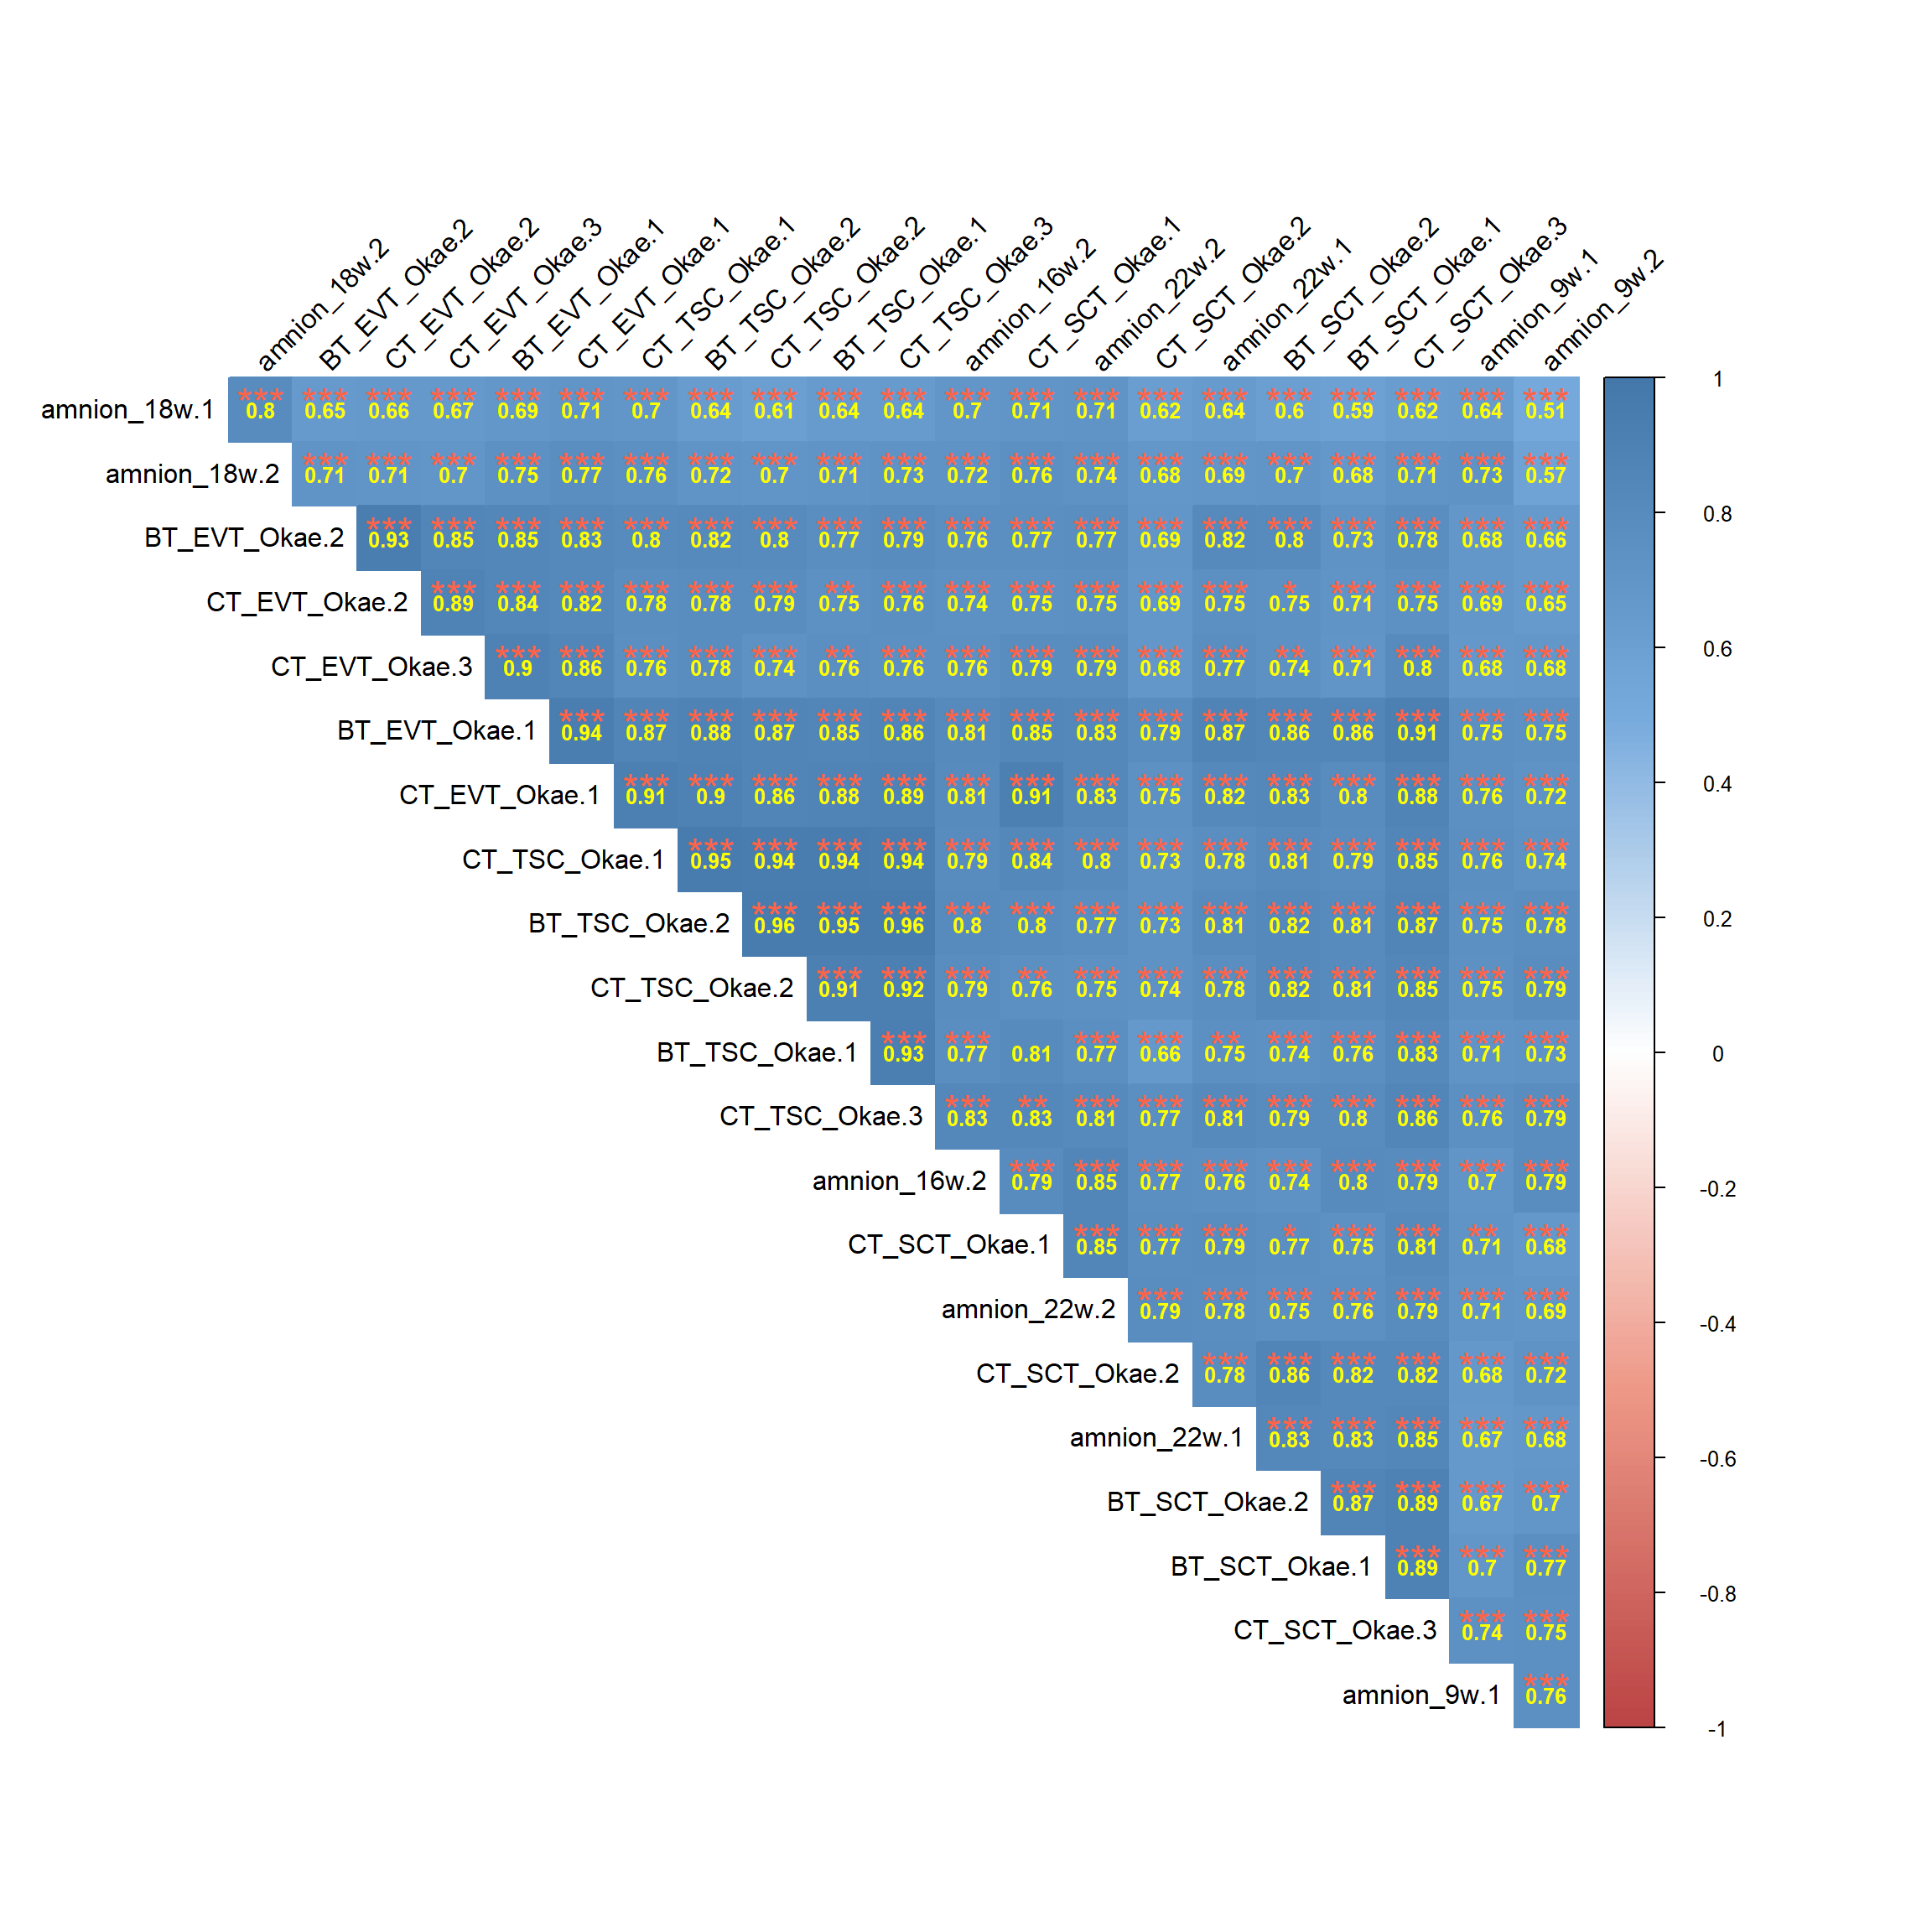 amnion_18w.2 BT_EVT_Okae.2 CT_EVT_Okae.2 CT_EVT_Okae.3 BT_EVT_Okae.1 CT_EVT_Okae.1 CT_TSC_Okae.1 BT_TSC_Okae.2 CT_TSC_Okae.2 BT_TSC_Okae.1 CT_TSC_Okae.3 amnion_16w.2 CT_SCT_Okae.1 amnion_22w.2 CT_SCT_Okae.2 amnion_22w.1 BT_SCT_Okae.2 BT_SCT_Okae.1 CT_SCT_Okae.3 amnion_9w.1 amnion_9w.2
*** *** *** *** *** *** *** *** *** *** *** *** *** *** *** *** *** *** *** *** ***
amnion_18w.1 0.8 0.65 0.66 0.67 0.69 0.71 0.7 0.64 0.61 0.64 0.64 0.7 0.71 0.71 0.62 0.64 0.6 0.59 0.62 0.64 0.51
*** *** *** *** *** *** *** *** *** *** *** *** *** *** *** *** *** *** *** ***
amnion_18w.2 0.71 0.71 0.7 0.75 0.77 0.76 0.72 0.7 0.71 0.73 0.72 0.76 0.74 0.68 0.69 0.7 0.68 0.71 0.73 0.57
*** *** *** *** *** *** *** *** *** *** *** *** *** *** *** *** *** *** ***
BT_EVT_Okae.2 0.93 0.85 0.85 0.83 0.8 0.82 0.8 0.77 0.79 0.76 0.77 0.77 0.69 0.82 0.8 0.73 0.78 0.68 0.66
*** *** *** *** *** *** ** *** *** *** *** *** *** * *** *** *** ***
CT_EVT_Okae.2 0.89 0.84 0.82 0.78 0.78 0.79 0.75 0.76 0.74 0.75 0.75 0.69 0.75 0.75 0.71 0.75 0.69 0.65
*** *** *** *** *** ** *** *** *** *** *** *** ** *** *** *** ***
CT_EVT_Okae.3 0.9 0.86 0.76 0.78 0.74 0.76 0.76 0.76 0.79 0.79 0.68 0.77 0.74 0.71 0.8 0.68 0.68
*** *** *** *** *** *** *** *** *** *** *** *** *** *** *** ***
BT_EVT_Okae.1 0.94 0.87 0.88 0.87 0.85 0.86 0.81 0.85 0.83 0.79 0.87 0.86 0.86 0.91 0.75 0.75
*** *** *** *** *** *** *** *** *** *** *** *** *** *** ***
CT_EVT_Okae.1 0.91 0.9 0.86 0.88 0.89 0.81 0.91 0.83 0.75 0.82 0.83 0.8 0.88 0.76 0.72
*** *** *** *** *** *** *** *** *** *** *** *** *** ***
CT_TSC_Okae.1 0.95 0.94 0.94 0.94 0.79 0.84 0.8 0.73 0.78 0.81 0.79 0.85 0.76 0.74
*** *** *** *** *** *** *** *** *** *** *** *** ***
BT_TSC_Okae.2 0.96 0.95 0.96 0.8 0.8 0.77 0.73 0.81 0.82 0.81 0.87 0.75 0.78
*** *** *** ** *** *** *** *** *** *** *** ***
CT_TSC_Okae.2 0.91 0.92 0.79 0.76 0.75 0.74 0.78 0.82 0.81 0.85 0.75 0.79
*** *** *** *** ** *** *** *** *** ***
BT_TSC_Okae.1 0.93 0.77 0.81 0.77 0.66 0.75 0.74 0.76 0.83 0.71 0.73
*** ** *** *** *** *** *** *** *** ***
CT_TSC_Okae.3 0.83 0.83 0.81 0.77 0.81 0.79 0.8 0.86 0.76 0.79
*** *** *** *** *** *** *** *** ***
amnion_16w.2 0.79 0.85 0.77 0.76 0.74 0.8 0.79 0.7 0.79
*** *** *** * *** *** ** ***
CT_SCT_Okae.1 0.85 0.77 0.79 0.77 0.75 0.81 0.71 0.68
*** *** *** *** *** *** ***
amnion_22w.2 0.79 0.78 0.75 0.76 0.79 0.71 0.69
*** *** *** *** *** ***
CT_SCT_Okae.2 0.78 0.86 0.82 0.82 0.68 0.72
*** *** *** *** ***
amnion_22w.1 0.83 0.83 0.85 0.67 0.68
*** *** *** ***
BT_SCT_Okae.2 0.87 0.89 0.67 0.7
*** *** ***
BT_SCT_Okae.1 0.89 0.7 0.77
*** ***
CT_SCT_Okae.3 0.74 0.75
***
amnion_9w.1 0.76
1
0.8
0.6
0.4
0.2
0
-0.2
-0.4
-0.6
-0.8
-1